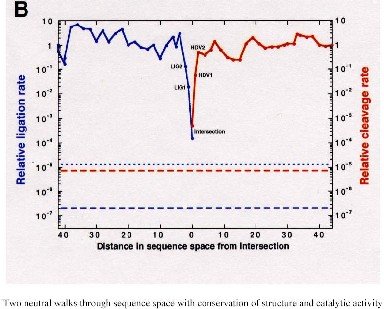 B
10 10
1 1
10-1 10-1
10-2 10-2
10-3 10-3
10-4 10-4
10-5 10-5
10-6 10-6
10-7 10-7
Relative ligation rate
Relative cleavage rate
HDV2
LIG2
HDV1
LIG1
Intersection
40 30 20 10 0 10 20 30 40
Distance in sequence space from Intersection
Two neutral walks through sequence space with conservation of structure and catalytic activity